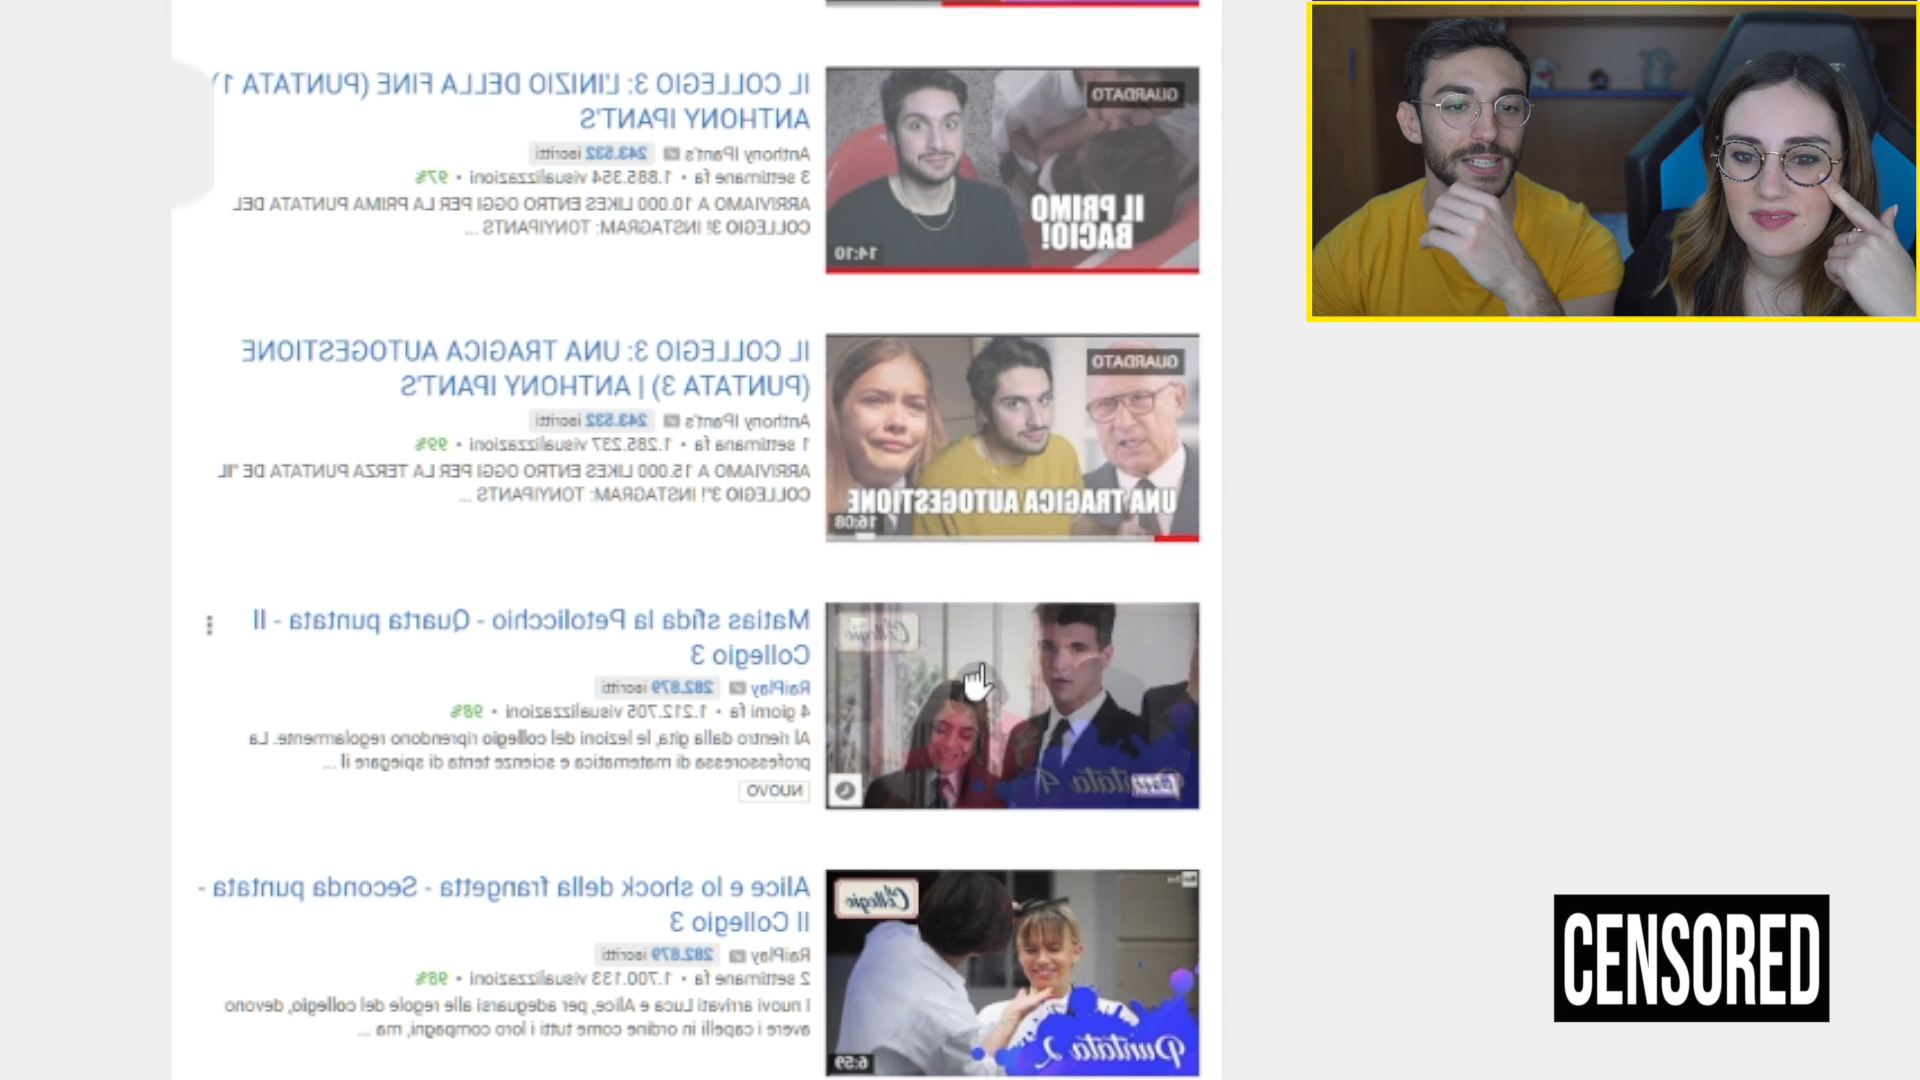 IL COLLEGIO 3: L'INIZIO DELLA FINE (PUNTATA 1)
ANTHONY IPANT'S
Anthony IPant's 243.532 iscritti
3 settimane fa • 1.885.354 visualizzazioni • 97%
ARRIVIAMO A 10.000 LIKES ENTRO OGGI PER LA PRIMA PUNTATA DEL
COLLEGIO 3! INSTAGRAM: TONYIPANTS ...
GUARDATO
IL PRIMO
BACIO!
14:10
IL COLLEGIO 3: UNA TRAGICA AUTOGESTIONE
(PUNTATA 3) | ANTHONY IPANT'S
Anthony IPant's 243.532 iscritti
1 settimana fa • 1.285.237 visualizzazioni • 99%
ARRIVIAMO A 15.000 LIKES ENTRO OGGI PER LA TERZA PUNTATA DE "IL
COLLEGIO 3"! INSTAGRAM: TONYIPANTS ...
GUARDATO
UNA TRAGICA AUTOGESTIONE
16:08
Matias sfida la Petolicchio - Quarta puntata - Il
Collegio 3
RaiPlay 282.879 iscritti
4 giorni fa • 1.212.705 visualizzazioni • 98%
Al rientro dalla gita, le lezioni del collegio riprendono regolarmente. La
professoressa di matematica e scienze tenta di spiegare il ...
NUOVO
Collegio
Puntata 4
Alice e lo shock della frangetta - Seconda puntata -
Il Collegio 3
RaiPlay 282.879 iscritti
2 settimane fa • 1.700.133 visualizzazioni • 98%
I nuovi arrivati Luca e Alice, per adeguarsi alle regole del collegio, devono
avere i capelli in ordine come tutti i loro compagni, ma ...
Collegio
Puntata 2
6:59
CENSORED